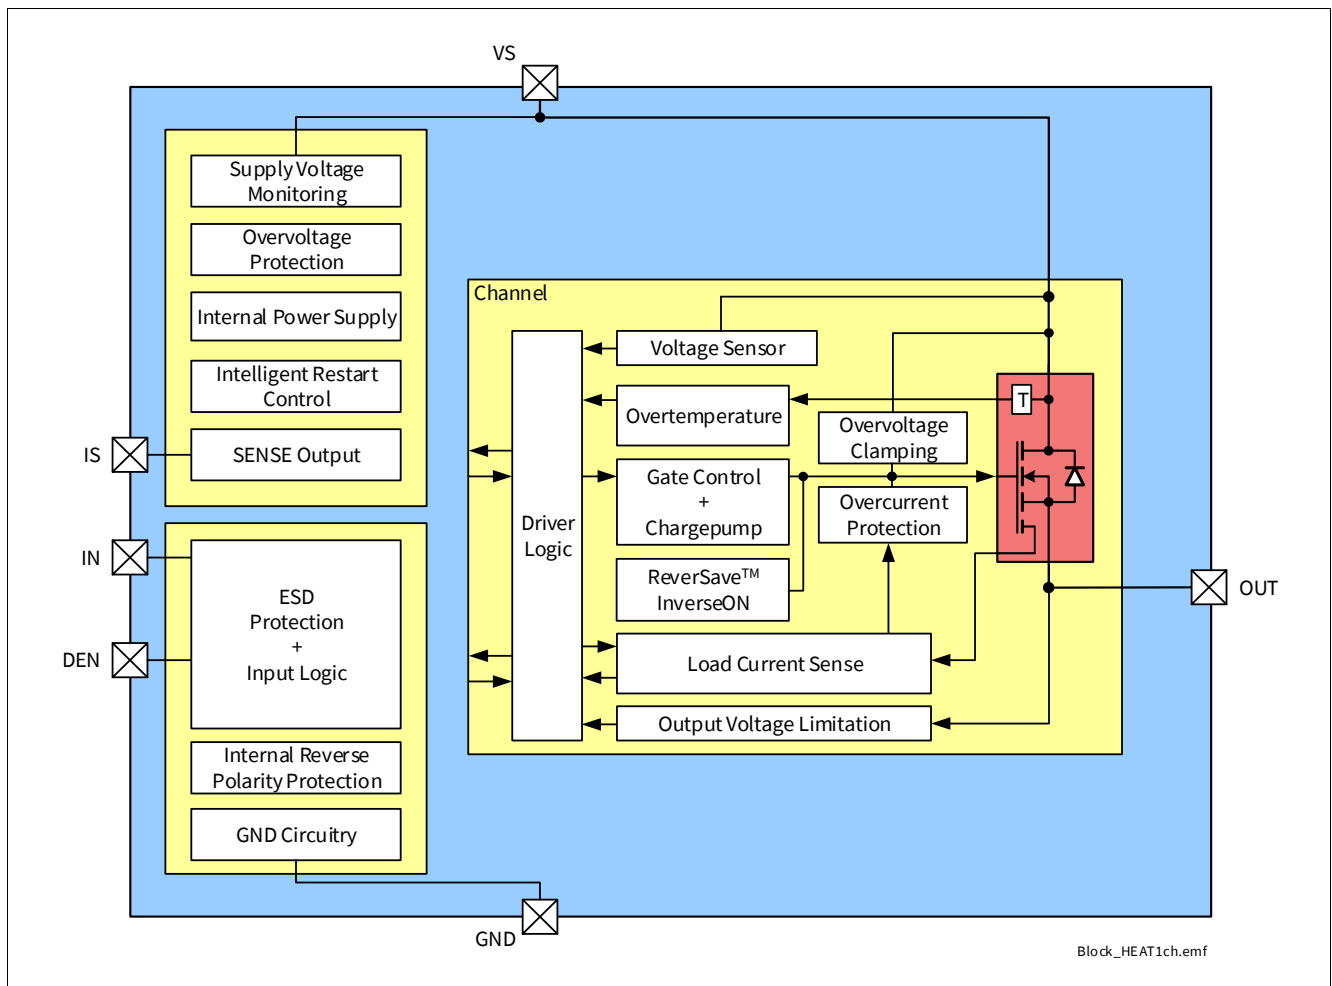 VS
Supply Voltage
Monitoring
Overvoltage
Protection
Internal Power Supply
Intelligent Restart
Control
SENSE Output
IS
IN
DEN
ESD
Protection
+
Input Logic
Internal Reverse
Polarity Protection
GND Circuitry
GND
Channel
Driver
Logic
Voltage Sensor
Overtemperature
T
Overvoltage
Clamping
Gate Control
+
Chargepump
Overcurrent
Protection
ReverSave™
InverseON
Load Current Sense
Output Voltage Limitation
OUT
Block_HEAT1ch.emf